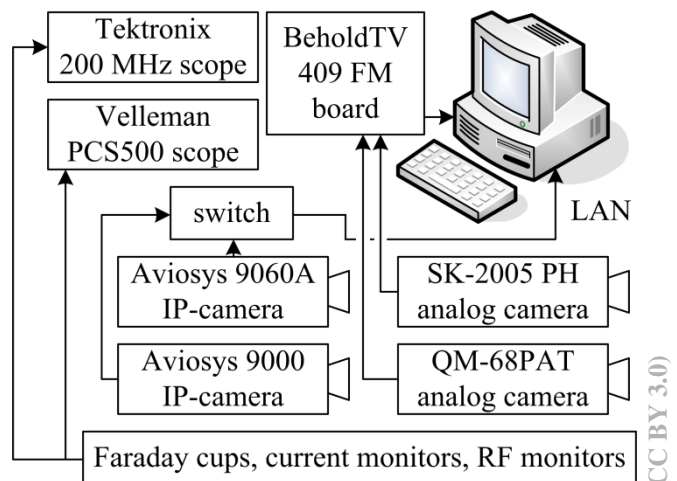 Tektronix
200 MHz scope
BeholdTV
409 FM
board
Velleman
PCS500 scope
switch
LAN
Aviosys 9060A
IP-camera
SK-2005 PH
analog camera
Aviosys 9000
IP-camera
QM-68PAT
analog camera
Faraday cups, current monitors, RF monitors
CC BY 3.0)